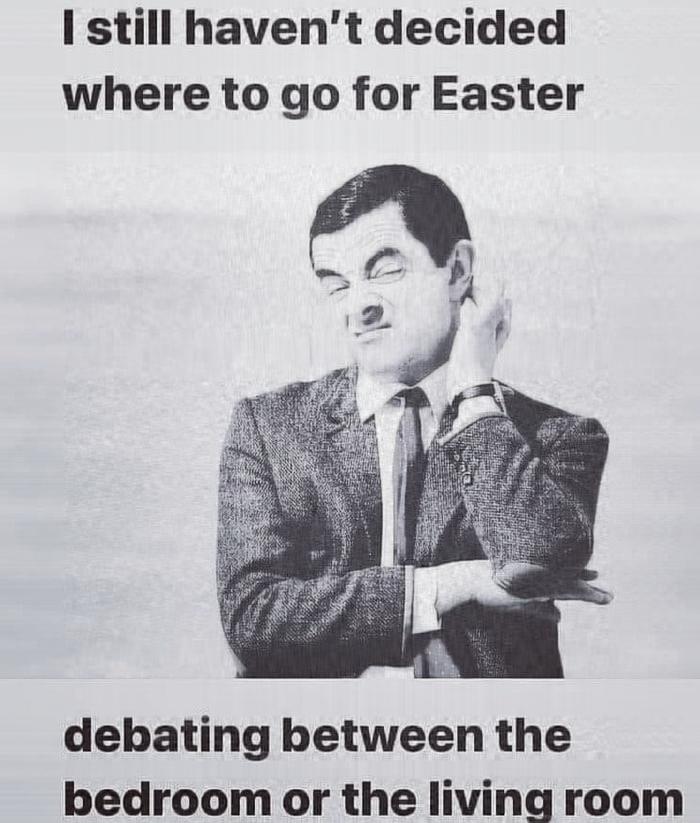 I still haven't decided
where to go for Easter
debating between the
bedroom or the living room